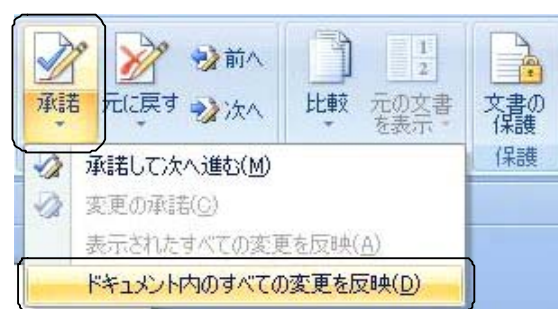 前へ
承諾 元に戻す 次へ 比較 元の文書を表示 文書の保護
1
2
保護
承諾して次へ進む(M)
変更の承諾(C)
表示されたすべての変更を反映(A)
ドキュメント内のすべての変更を反映(D)